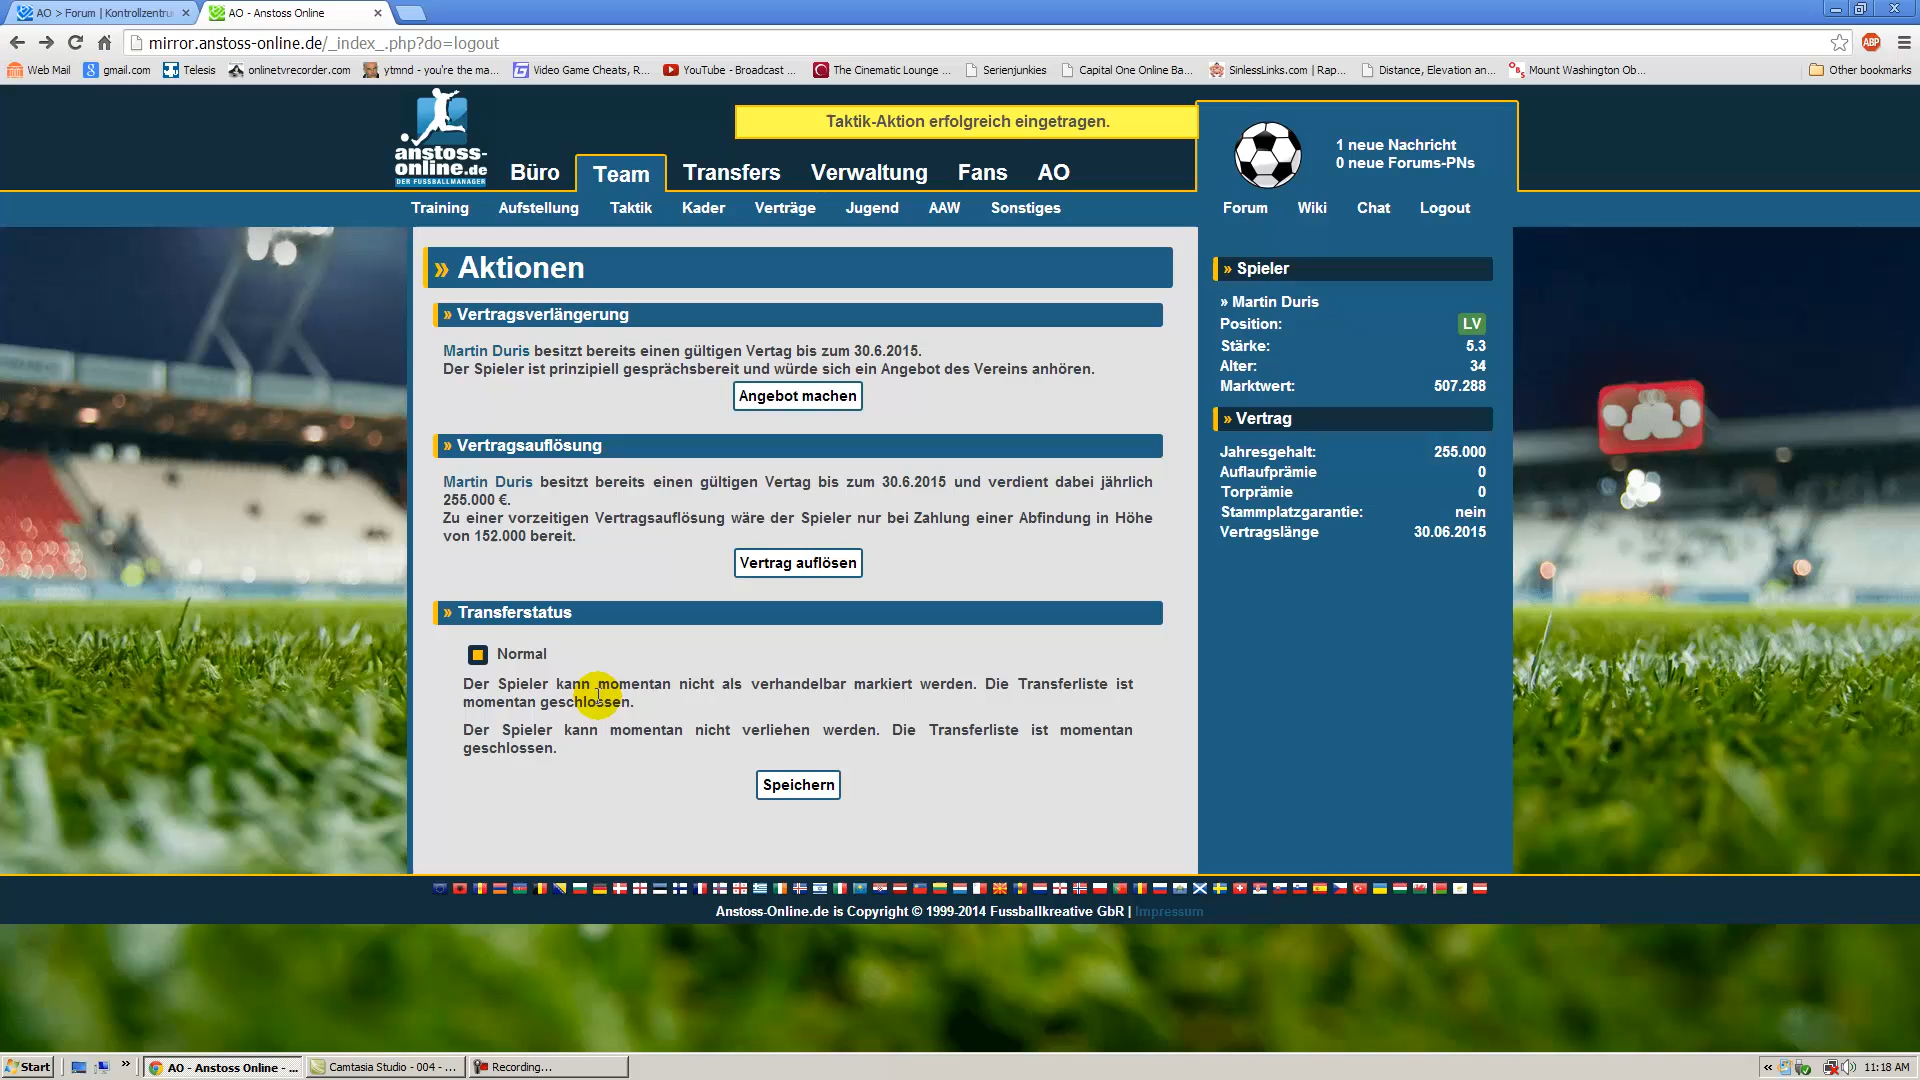 AO > Forum | Kontrollzentru
AO - Anstoss Online
mirror.anstoss-online.de/_index_.php?do=logout
ABP
Web Mail
gmail.com
Telesis
onlinetvrecorder.com
ytmnd - you're the ma...
Video Game Cheats, R...
YouTube - Broadcast ...
The Cinematic Lounge ...
Serienjunkies
Capital One Online Ba...
SinlessLinks.com | Rap...
Distance, Elevation an...
Mount Washington Ob...
Other bookmarks
anstoss-
online.de
DER FUSSBALLMANAGER
Taktik-Aktion erfolgreich eingetragen.
1 neue Nachricht
0 neue Forums-PNs
Büro Team Transfers Verwaltung Fans AO
Training Aufstellung Taktik Kader Verträge Jugend AAW Sonstiges
Forum Wiki Chat Logout
» Aktionen
» Vertragsverlängerung
Martin Duris besitzt bereits einen gültigen Vertag bis zum 30.6.2015.
Der Spieler ist prinzipiell gesprächsbereit und würde sich ein Angebot des Vereins anhören.
Angebot machen
» Vertragsauflösung
Martin Duris besitzt bereits einen gültigen Vertag bis zum 30.6.2015 und verdient dabei jährlich
255.000 €.
Zu einer vorzeitigen Vertragsauflösung wäre der Spieler nur bei Zahlung einer Abfindung in Höhe
von 152.000 bereit.
Vertrag auflösen
» Transferstatus
Normal
Der Spieler kann momentan nicht als verhandelbar markiert werden. Die Transferliste ist
momentan geschlossen.
Der Spieler kann momentan nicht verliehen werden. Die Transferliste ist momentan
geschlossen.
Speichern
» Spieler
» Martin Duris
Position: LV
Stärke: 5.3
Alter: 34
Marktwert: 507.288
» Vertrag
Jahresgehalt: 255.000
Auflaufprämie 0
Torprämie 0
Stammplatzgarantie: nein
Vertragslänge 30.06.2015
Anstoss-Online.de is Copyright © 1999-2014 Fussballkreative GbR | Impressum
Start
»
AO - Anstoss Online - ...
Camtasia Studio - 004 - ...
Recording...
«
11:18 AM